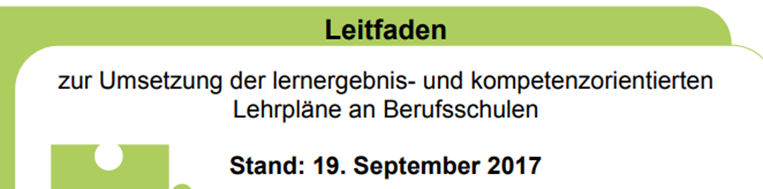 Leitfaden
zur Umsetzung der lernergebnis- und kompetenzorientierten
Lehrpläne an Berufsschulen
Stand: 19. September 2017